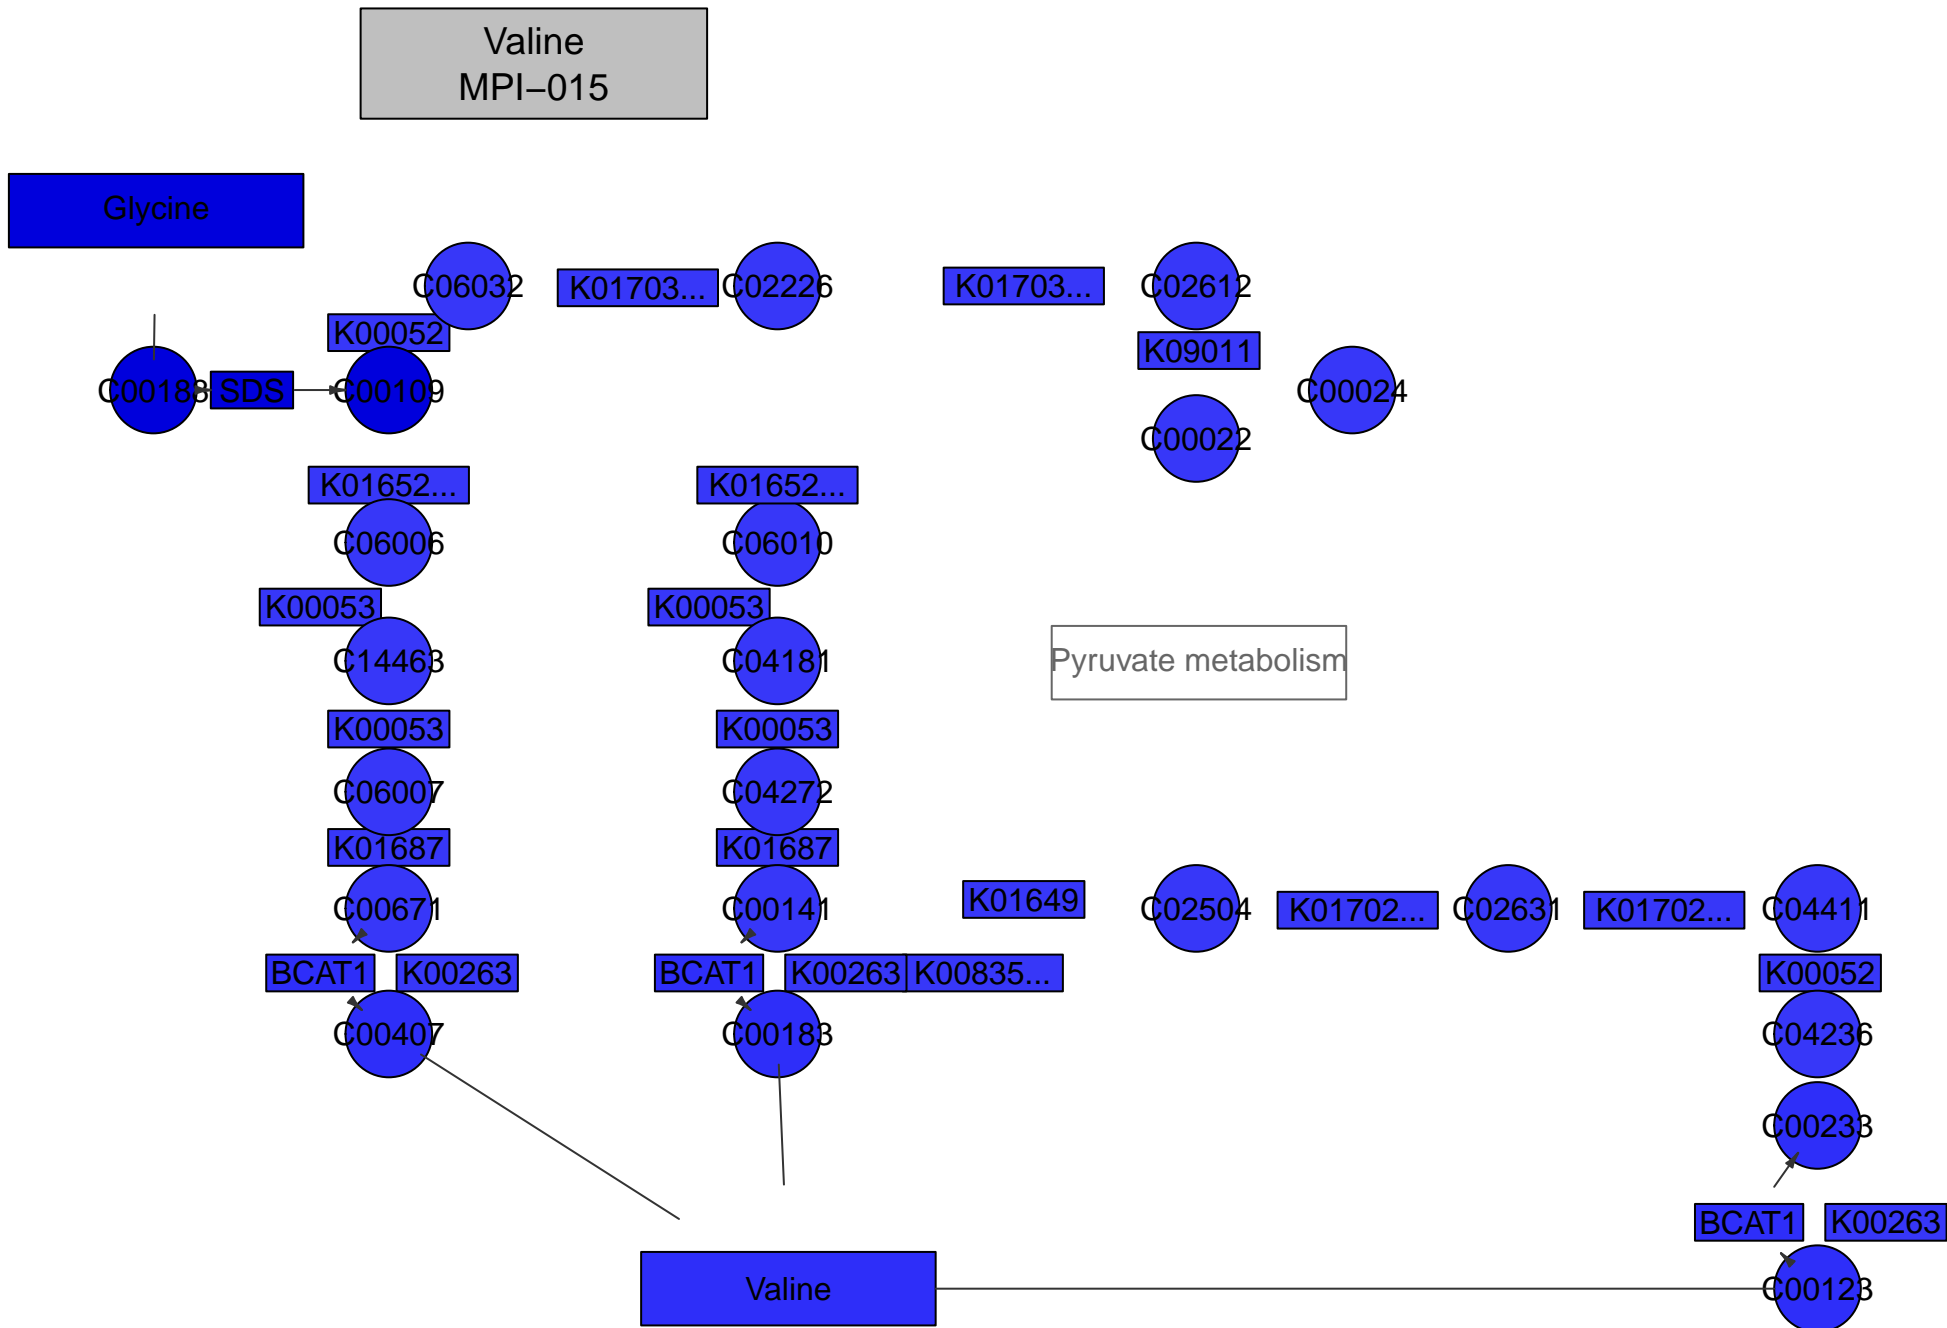 Valine
MPI−015
Glycine
C06032
K01703...
C02226
K01703...
C02612
K00052
K09011
C00188
SDS
C00109
C00024
C00022
K01652...
K01652...
C06006
C06010
K00053
K00053
C14463
C04181
Pyruvate metabolism
K00053
K00053
C06007
C04272
K01687
K01687
C00671
C00141
K01649
C02504
K01702...
C02631
K01702...
C04411
BCAT1
K00263
BCAT1
K00263
K00835...
K00052
C00407
C00183
C04236
C00233
BCAT1
K00263
Valine
C00123